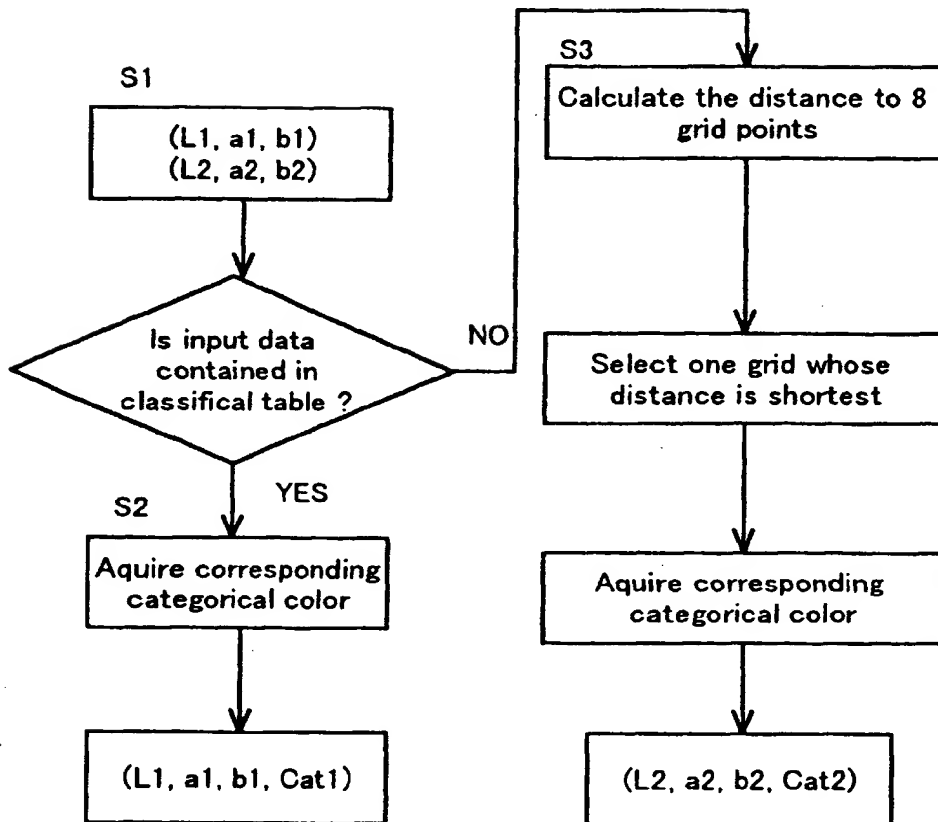 S1
(L1, a1, b1)
(L2, a2, b2)
Is input data
contained in
classifical table ?
NO
YES
S2
Aquire corresponding
categorical color
(L1, a1, b1, Cat1)
S3
Calculate the distance to 8
grid points
Select one grid whose
distance is shortest
Aquire corresponding
categorical color
(L2, a2, b2, Cat2)